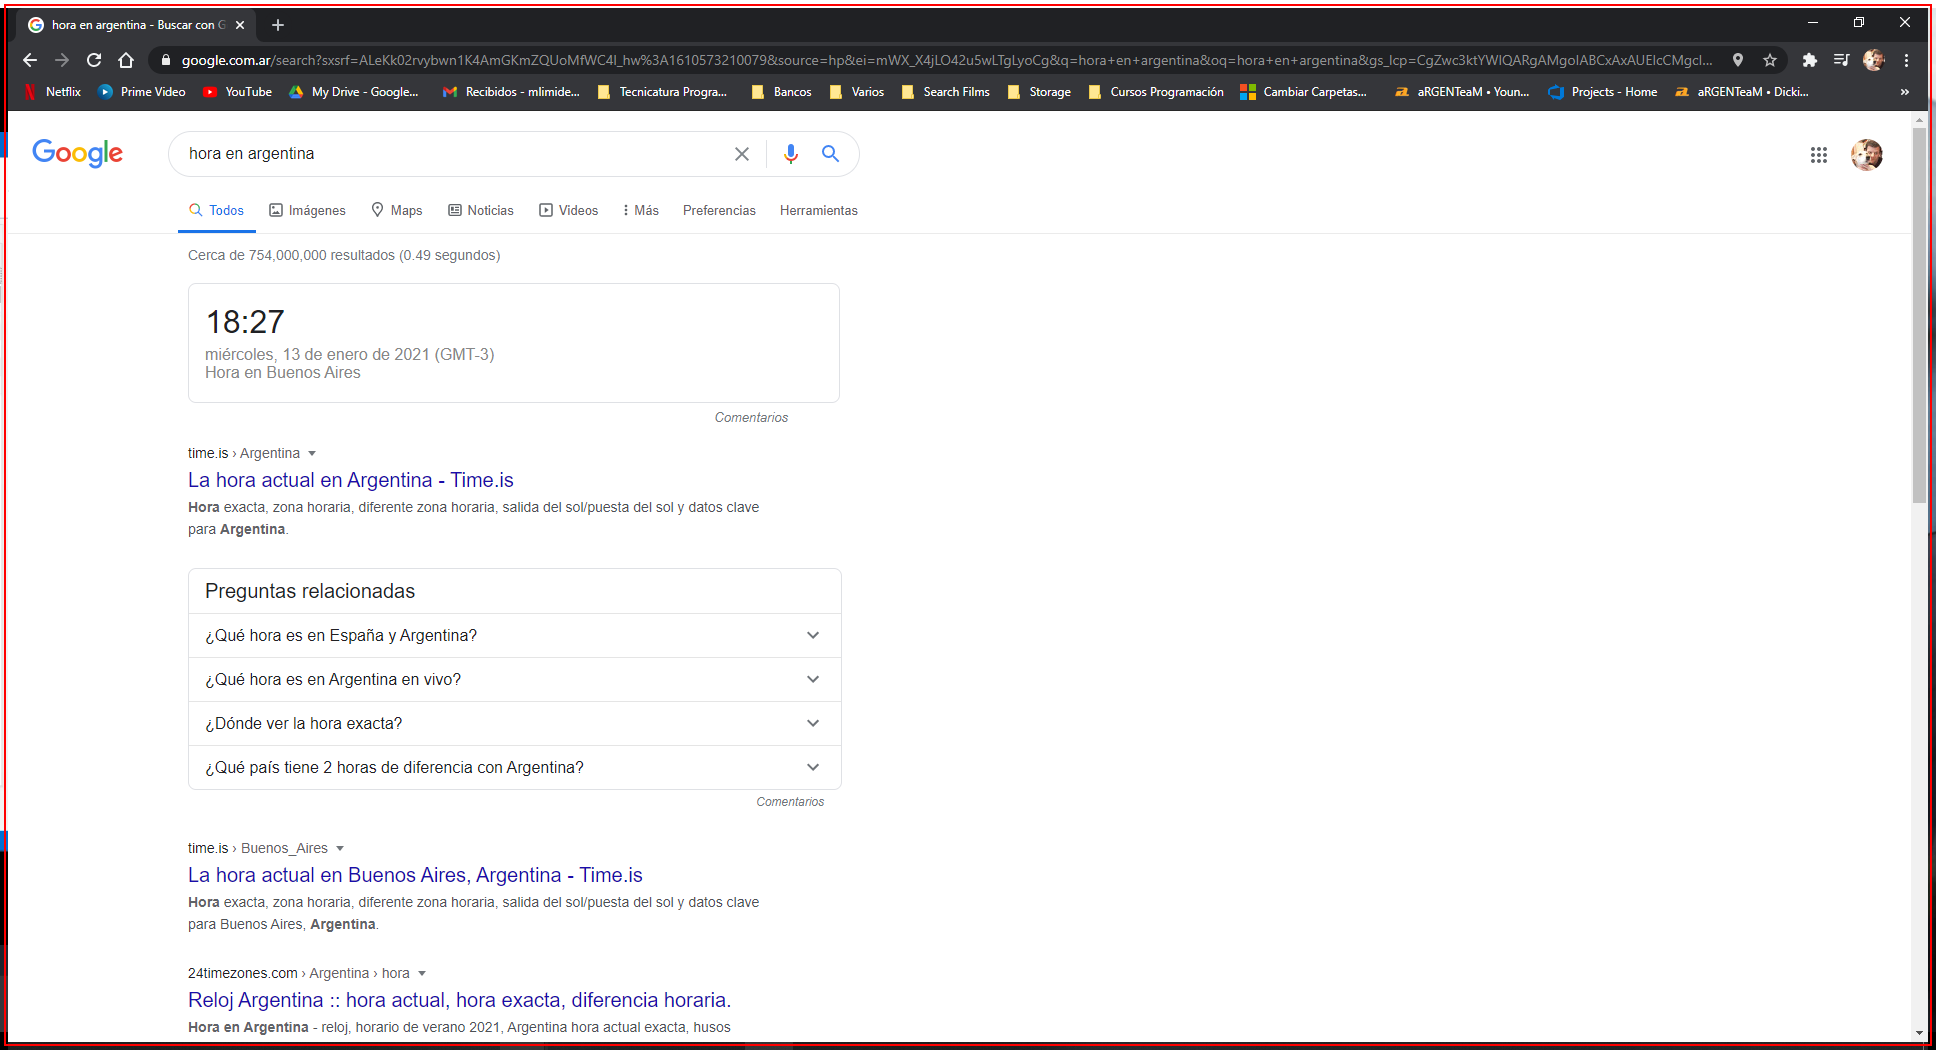 hora en argentina - Buscar con G
google.com.ar/search?sxsrf=ALeKk02rvybwn1K4AmGKmZQUoMfWC4l_hw%3A1610573210079&source=hp&ei=mWX_X4jLO42u5wLTgLyoCg&q=hora+en+argentina&oq=hora+en+argentina&gs_lcp=CgZwc3ktYWIQARgAMgoIABCxAxAUEIcCMgcI...
Netflix Prime Video YouTube My Drive - Google... Recibidos - mlimide... Tecnicatura Progra... Bancos Varios Search Films Storage Cursos Programación Cambiar Carpetas... aRGENTeaM • Youn... Projects - Home aRGENTeaM • Dicki... »
Google hora en argentina
Todos Imágenes Maps Noticias Videos Más Preferencias Herramientas
Cerca de 754,000,000 resultados (0.49 segundos)
18:27
miércoles, 13 de enero de 2021 (GMT-3)
Hora en Buenos Aires
Comentarios
time.is › Argentina
La hora actual en Argentina - Time.is
Hora exacta, zona horaria, diferente zona horaria, salida del sol/puesta del sol y datos clave
para Argentina.
Preguntas relacionadas
¿Qué hora es en España y Argentina?
¿Qué hora es en Argentina en vivo?
¿Dónde ver la hora exacta?
¿Qué país tiene 2 horas de diferencia con Argentina?
Comentarios
time.is › Buenos_Aires
La hora actual en Buenos Aires, Argentina - Time.is
Hora exacta, zona horaria, diferente zona horaria, salida del sol/puesta del sol y datos clave
para Buenos Aires, Argentina.
24timezones.com › Argentina › hora
Reloj Argentina :: hora actual, hora exacta, diferencia horaria.
Hora en Argentina - reloj, horario de verano 2021, Argentina hora actual exacta, husos